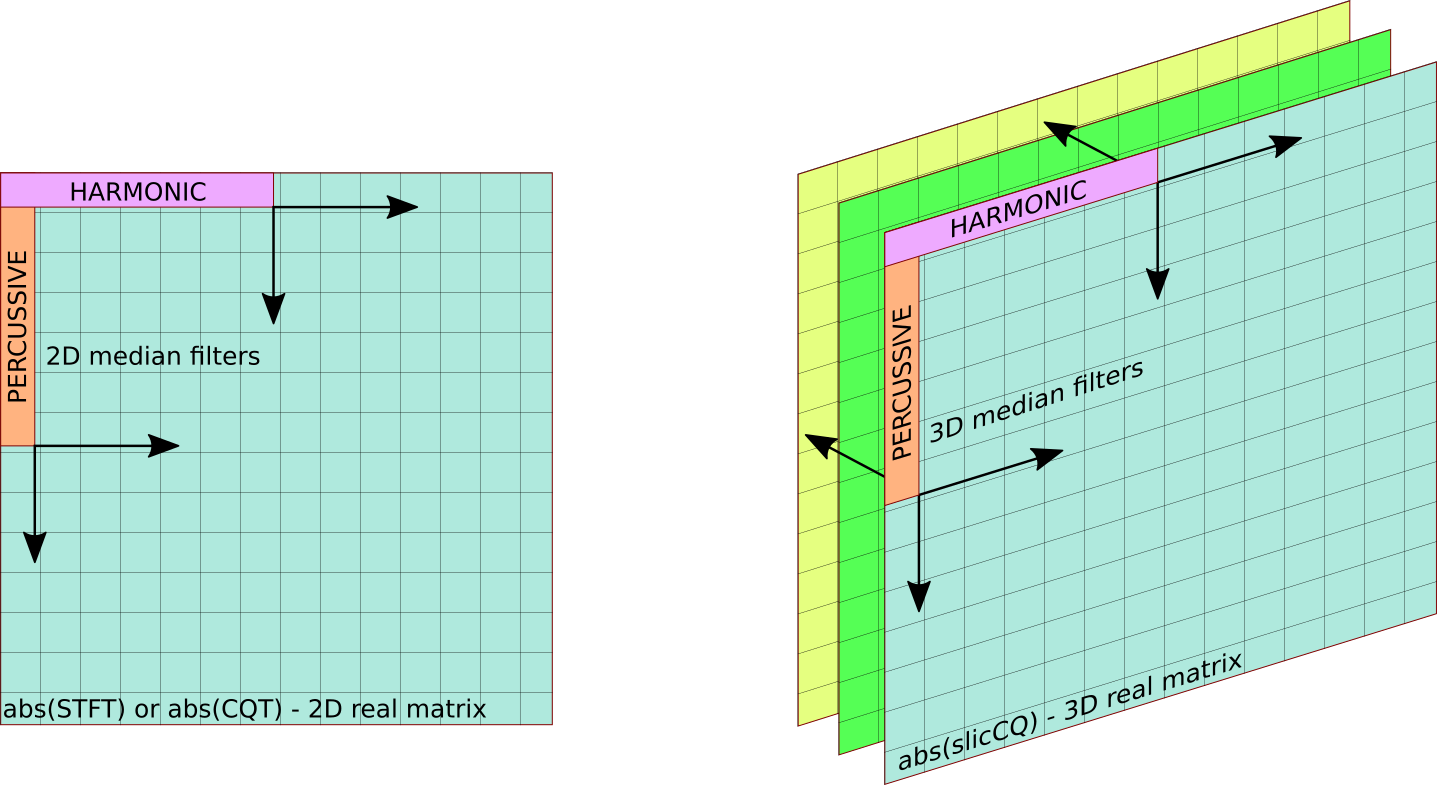 HARMONIC
PERCUSSIVE
2D median filters
abs(STFT) or abs(CQT) - 2D real matrix
HARMONIC
PERCUSSIVE
3D median filters
abs(slicCQ) - 3D real matrix